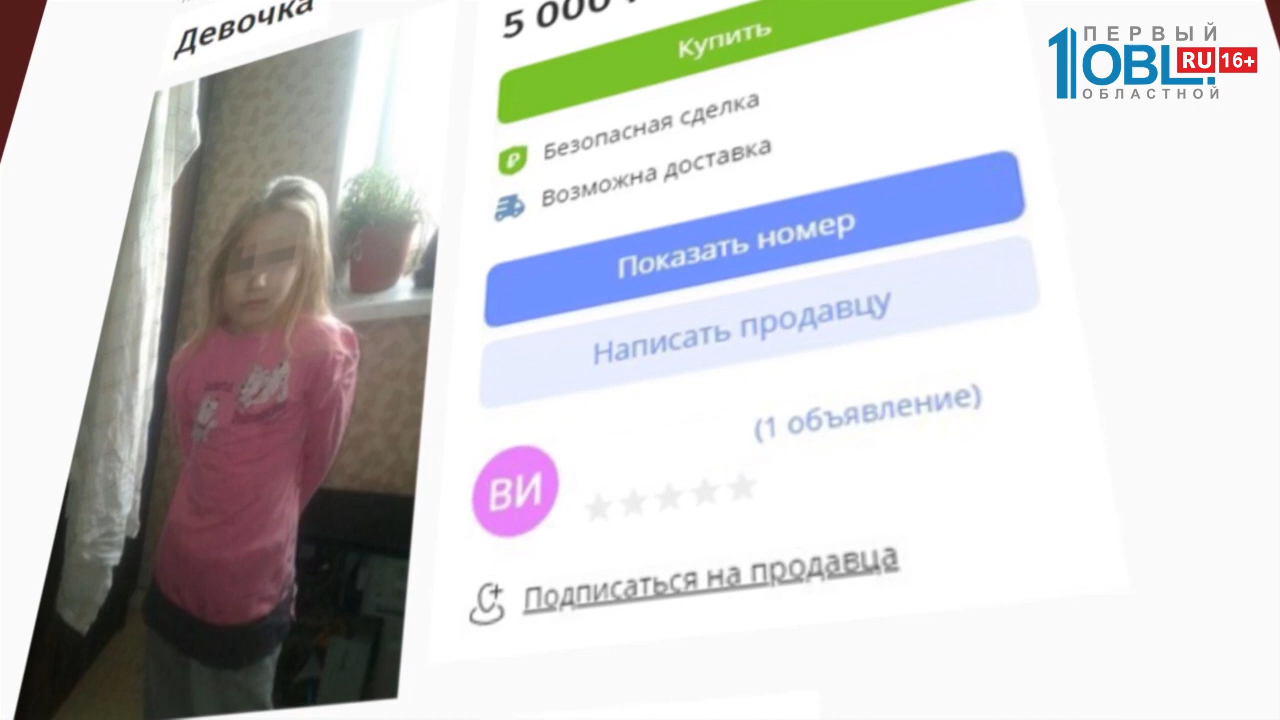 Девочка
5 000
Купить
Безопасная сделка
Возможна доставка
Показать номер
Написать продавцу
(1 объявление)
ВИ
Подписаться на продавца
ПЕРВЫЙ
1OBL.RU 16+
ОБЛАСТНОЙ